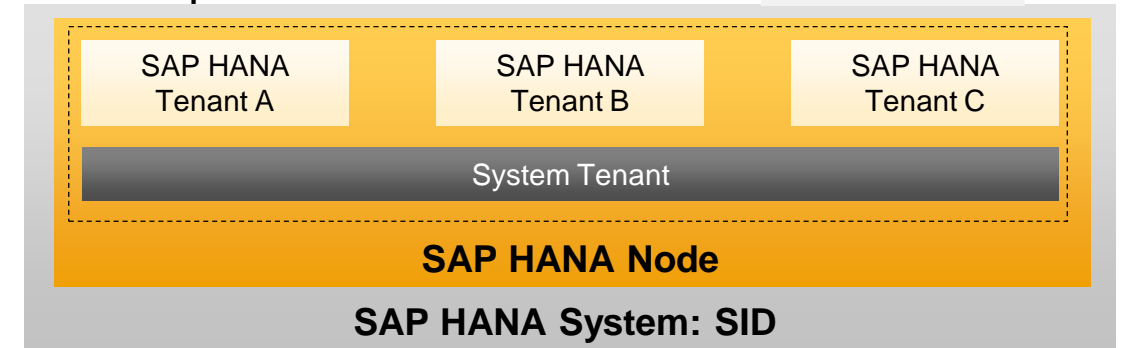 SAP HANA
Tenant A
SAP HANA
Tenant B
SAP HANA
Tenant C
System Tenant
SAP HANA Node
SAP HANA System: SID